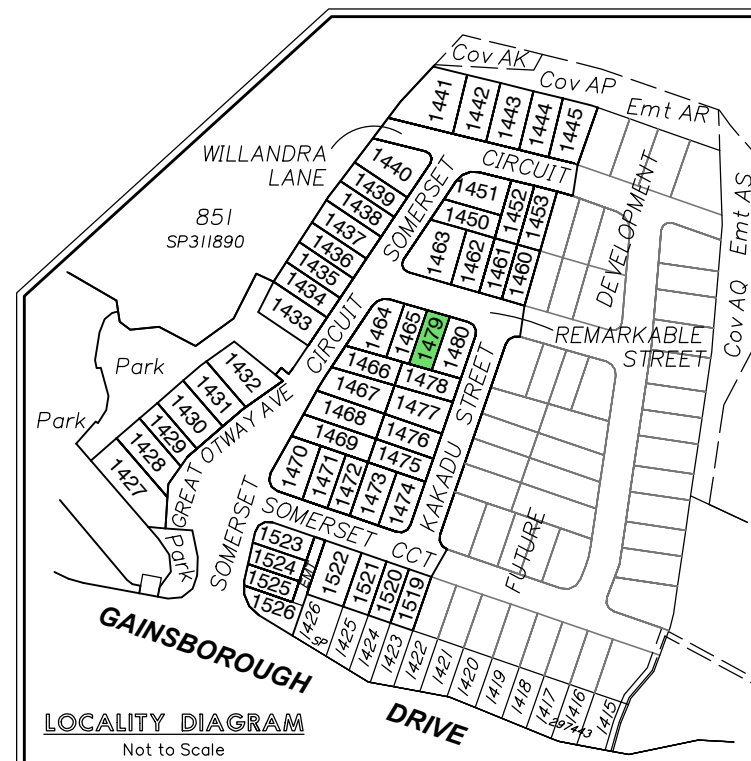 Cov AK
Cov AP
Emt AR
Emt AS
Cov AQ
1441
1442
1443
1444
1445
WILLANDRA
LANE
CIRCUIT
SOMERSET
851
SP311890
1440
1439
1438
1437
1436
1435
1434
1433
1451
1450
1452
1453
1463
1462
1461
1460
DEVELOPMENT
REMARKABLE
STREET
CIRCUIT
1464
1465
1479
1480
1466
1478
1467
1477
1468
1476
1469
1475
1470
1471
1472
1473
1474
KAKADU STREET
Park
Park
1432
1431
1430
1429
1428
1427
GREAT OTWAY AVE
Park
SOMERSET
SOMERSET CCT
FUTURE
1523
1524
1525
1526
EMT
1522
1521
1520
1519
1426
SP
1425
1424
1423
1422
1421
1420
1419
1418
1417
1416
1415
297443
GAINSBOROUGH
DRIVE
LOCALITY DIAGRAM
Not to Scale